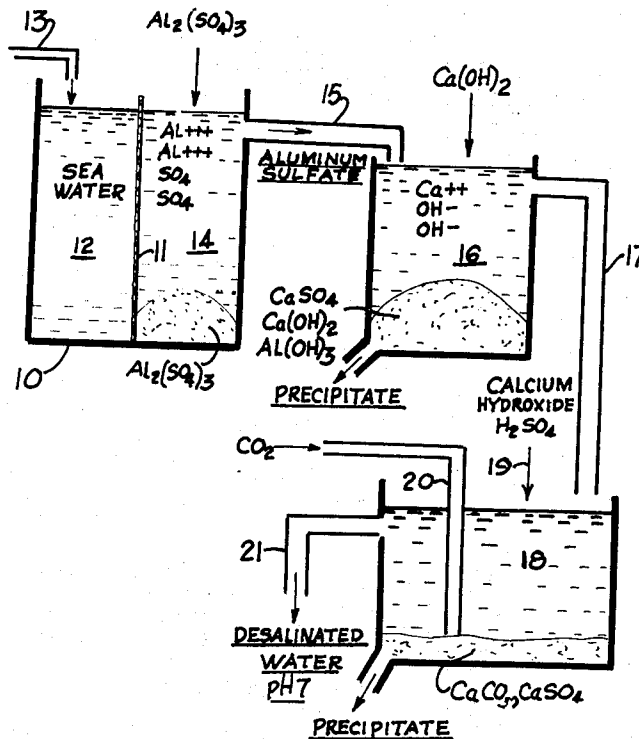 13
Al2(SO4)3
15
Ca(OH)2
Al+++
Al+++
SO4
SO4
SEA
WATER
ALUMINUM
SULFATE
Ca++
OH-
OH-
12
11
14
16
17
CaSO4
Ca(OH)2
Al(OH)3
10
Al2(SO4)3
PRECIPITATE
CALCIUM
HYDROXIDE
H2SO4
CO2
20
19
21
18
DESALINATED
WATER
pH7
CaCO3, CaSO4
PRECIPITATE